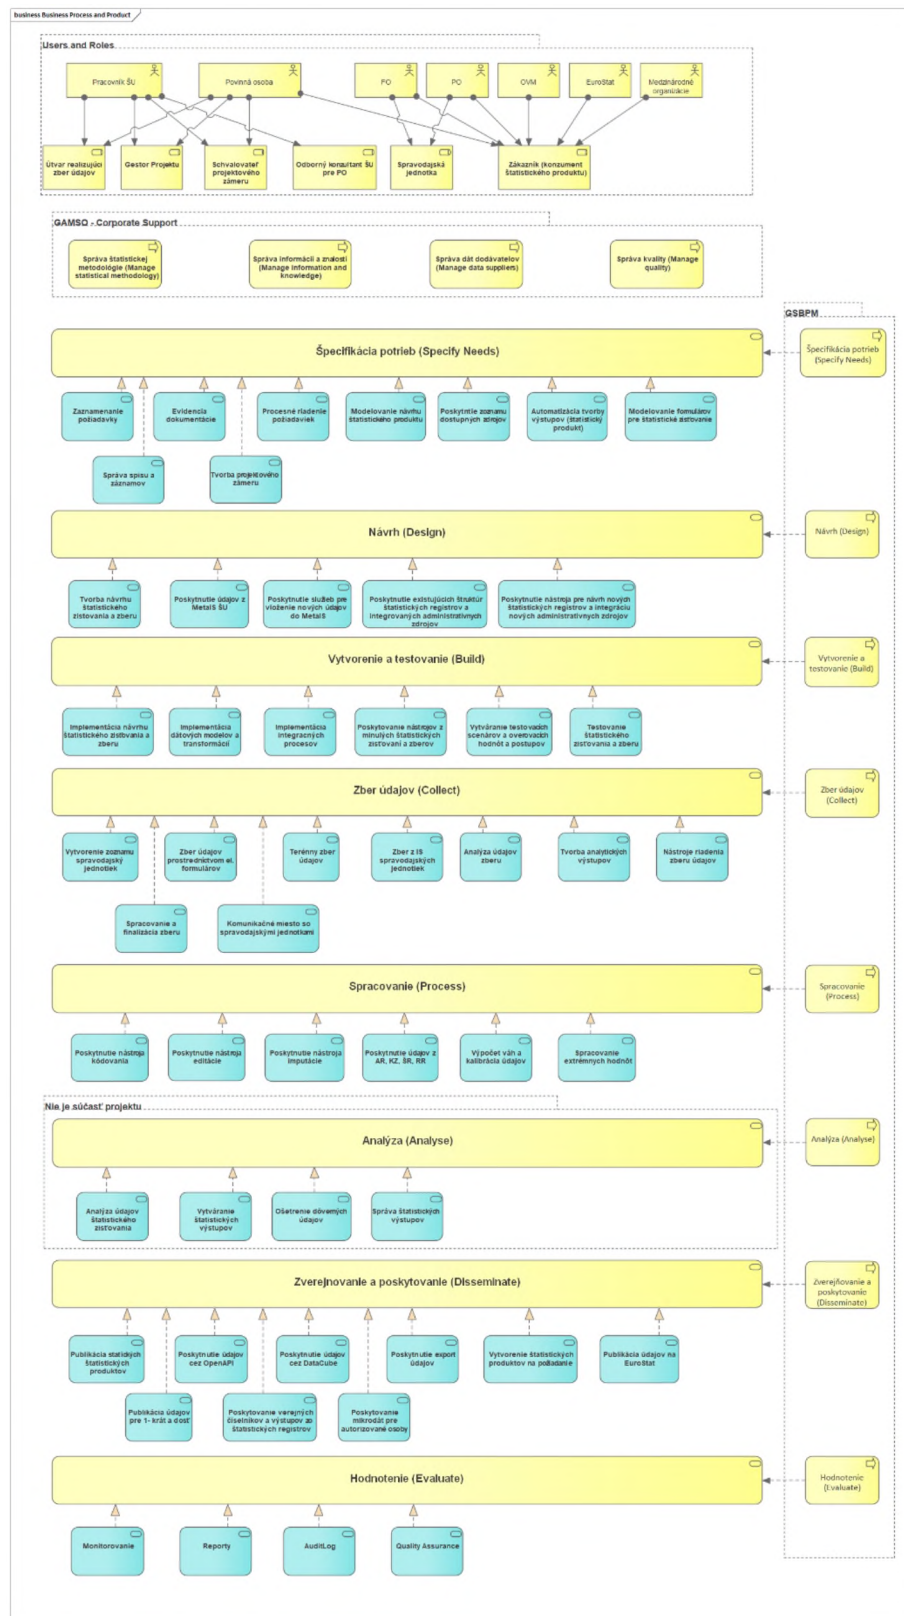 business Business Process and Product
Users and Roles
Pracovník ŠU
Povinná osoba
FO
PO
OVM
EuroStat
Medzinárodné
organizácie
Útvar realizujúci
zber údajov
Gestor Projektu
Schvaľovateľ
projektového
zámeru
Odborný konzultant ŠU
pre PO
Spravodajská
jednotka
Zákazník (konzument
štatistického produktu)
GAMSO - Corporate Support
Správa štatistickej
metodológie (Manage
statistical methodology)
Správa informácii a znalostí
(Manage information and
knowledge)
Správa dát dodávateľov
(Manage data suppliers)
Správa kvality (Manage
quality)
GSBPM
Špecifikácia potrieb (Specify Needs)
Špecifikácia potrieb
(Specify Needs)
Zaznamenanie
požiadavky
Evidencia
dokumentácie
Procesné riadenie
požiadaviek
Modelovanie návrhu
štatistického produktu
Poskytntie zoznamu
dostupných zdrojov
Automatizácia tvorby
výstupov (štatistický
produkt)
Modelovanie fomulárov
pre štatistické zisťovanie
Správa spisu a
záznamov
Tvorba projektového
zámeru
Návrh (Design)
Návrh (Design)
Tvorba návrhu
štatistického
zisťovania a zberu
Poskytnutie údajov z
MetaIS ŠU
Poskytnutie služieb pre
vloženie nových údajov
do MetaIS
Poskytnutie existujúcich štruktúr
štatistických registrov a
integrovaných administratívnych
zdrojov
Poskytnutie nástroja pre návrh nových
štatistických registrov a integráciu
nových administratívnych zdrojov
Vytvorenie a testovanie (Build)
Vytvorenie a
testovanie (Build)
Implementácia návrhu
štatistického zisťovania a
zberu
Implementácia
dátových modelov a
transformácií
Implementácia
integračných
procesov
Poskytovanie nástrojov z
minulých štatistických
zisťovaní a zberov
Vytváranie testovacích
scenárov a overovacích
hodnôt a postupov
Testovanie
štatistického
zisťovania a zberu
Zber údajov (Collect)
Zber údajov
(Collect)
Vytvorenie zoznamu
spravodajský
jednotiek
Zber údajov
prostredníctvom el.
formulárov
Terénny zber
údajov
Zber z IS
spravodajských
jednotiek
Analýza údajov
zberu
Tvorba analytických
výstupov
Nástroje riadenia
zberu údajov
Spracovanie a
finalizácia zberu
Komunikačné miesto so
spravodajskými jednotkami
Spracovanie (Process)
Spracovanie
(Process)
Poskytnutie nástroja
kódovania
Poskytnutie nástroja
editácie
Poskytnutie nástroja
imputácie
Poskytnutie údajov z
AR, KZ, ŠR, RR
Výpočet váh a
kalibrácia údajov
Spracovanie
extrémnych hodnôt
Nie je súčasť projektu
Analýza (Analyse)
Analýza (Analyse)
Analýza údajov
štatistického
zisťovania
Vytváranie
štatistických
výstupov
Ošetrenie dôverných
údajov
Správa štatistických
výstupov
Zverejnovanie a poskytovanie (Disseminate)
Zverejňovanie a
poskytovanie
(Disseminate)
Publikácia statických
štatistických
produktov
Poskytnutie údajov
cez OpenAPI
Poskytnutie údajov
cez DataCube
Poskytnutie export
údajov
Vytvorenie štatistických
produktov na požiadanie
Publikácia údajov na
EuroStat
Publikácia údajov
pre 1- krát a dosť
Poskytovanie verejných
číselníkov a výstupov zo
štatistických registrov
Poskytovanie
mikrodát pre
autorizované osoby
Hodnotenie (Evaluate)
Hodnotenie
(Evaluate)
Monitorovanie
Reporty
AuditLog
Quality Assurance